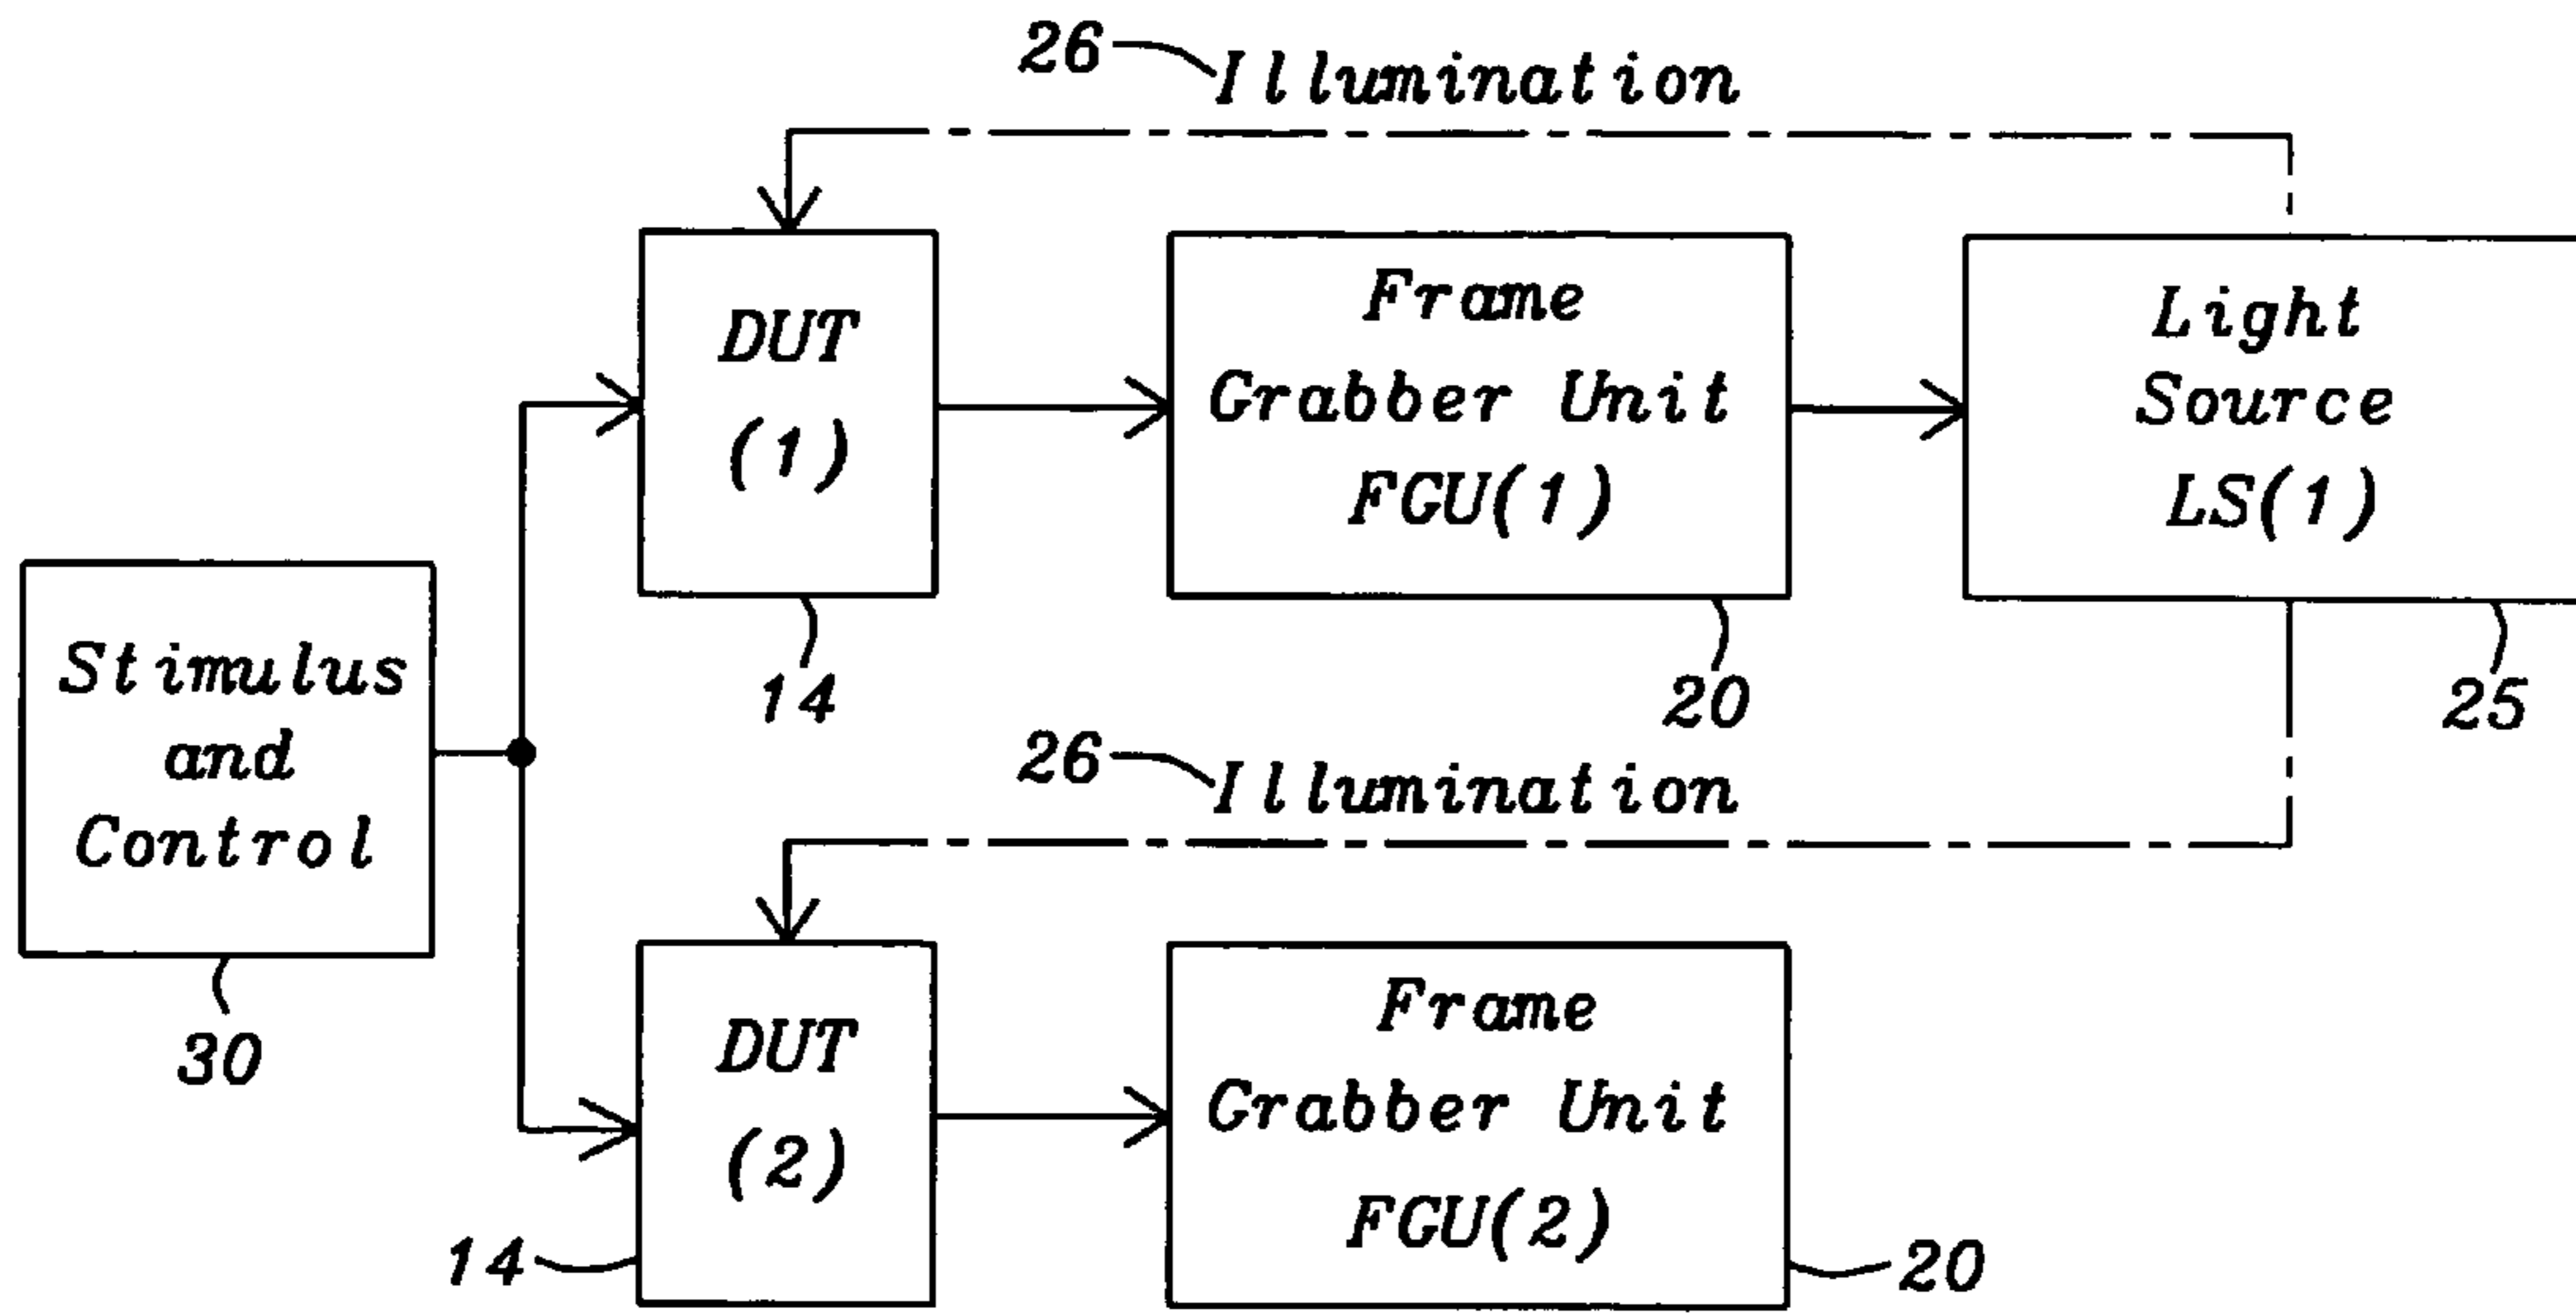 26 Illumination
DUT
(1)
14
Frame
Grabber Unit
FGU(1)
20
Light
Source
LS(1)
25
Stimulus
and
Control
30
26 Illumination
DUT
(2)
14
Frame
Grabber Unit
FGU(2)
20